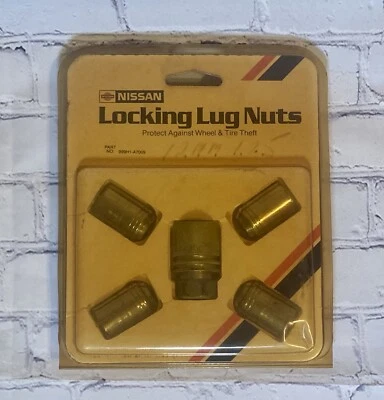 NISSAN
Locking Lug Nuts
Protect Against Wheel & Tire Theft
PART
NO.